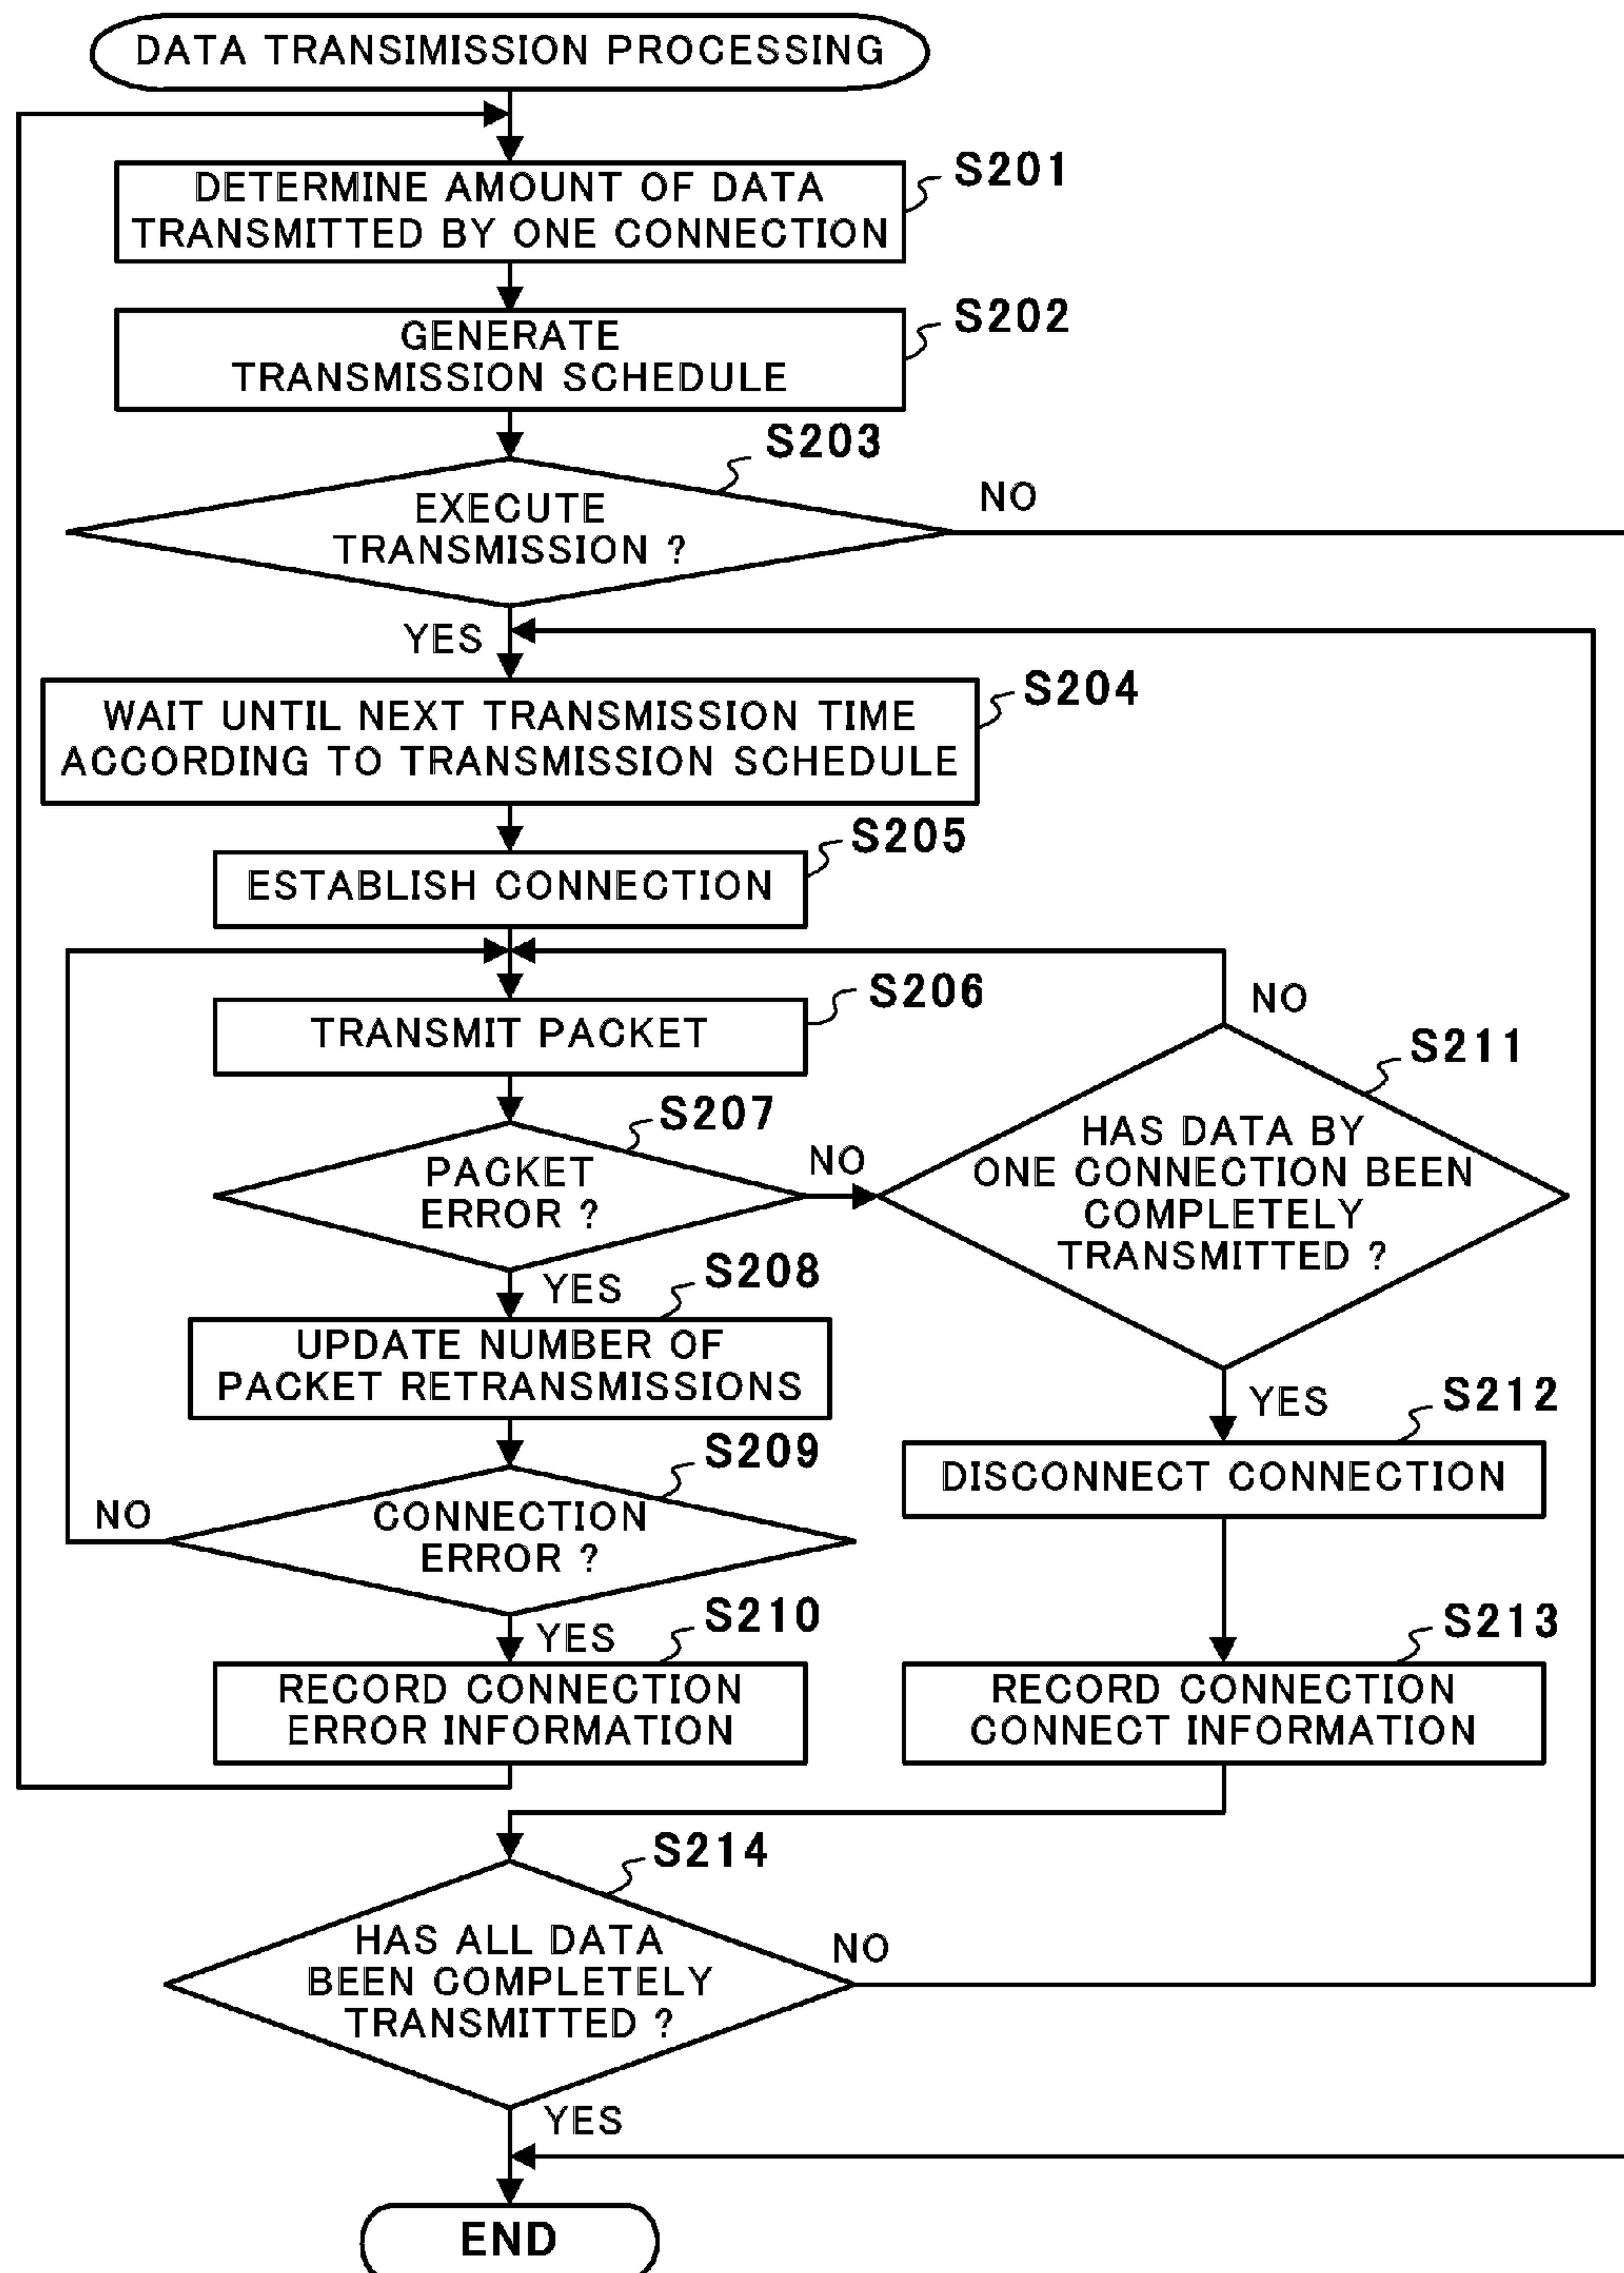 DATA TRANSIMISSION PROCESSING
S201
DETERMINE AMOUNT OF DATA
TRANSMITTED BY ONE CONNECTION
S202
GENERATE
TRANSMISSION SCHEDULE
S203
EXECUTE
TRANSMISSION ?
NO
YES
S204
WAIT UNTIL NEXT TRANSMISSION TIME
ACCORDING TO TRANSMISSION SCHEDULE
S205
ESTABLISH CONNECTION
S206
TRANSMIT PACKET
S207
PACKET
ERROR ?
NO
YES
S211
HAS DATA BY
ONE CONNECTION BEEN
COMPLETELY
TRANSMITTED ?
NO
YES
S208
UPDATE NUMBER OF
PACKET RETRANSMISSIONS
S209
CONNECTION
ERROR ?
NO
YES
S210
RECORD CONNECTION
ERROR INFORMATION
S212
DISCONNECT CONNECTION
S213
RECORD CONNECTION
CONNECT INFORMATION
S214
HAS ALL DATA
BEEN COMPLETELY
TRANSMITTED ?
NO
YES
END